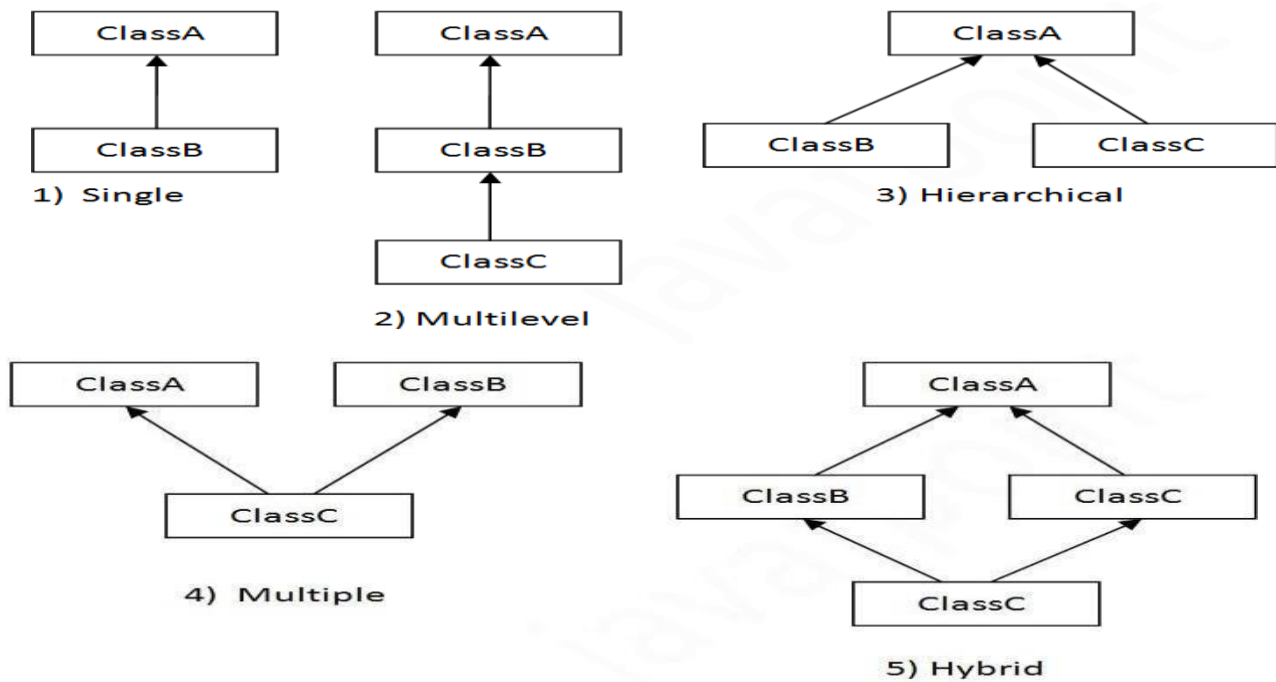 ClassA
ClassB
1) Single
ClassA
ClassB
ClassC
2) Multilevel
ClassA
ClassB
ClassC
3) Hierarchical
ClassA
ClassB
ClassC
4) Multiple
ClassA
ClassB
ClassC
ClassC
5) Hybrid